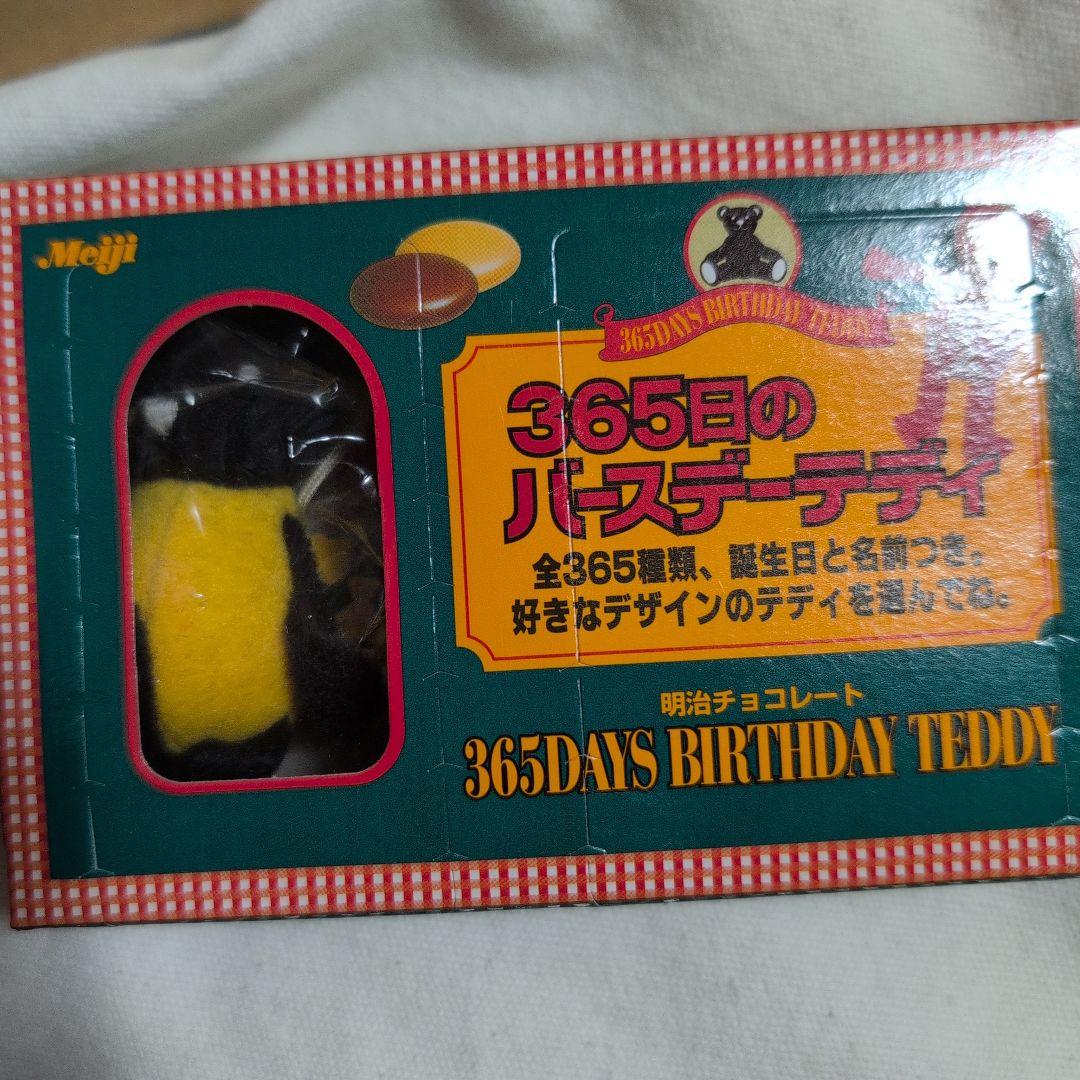 Meiji
365DAYS BIRTHDAY TEDDY
365日の
バースデーテディ
全365種類、誕生日と名前つき。
好きなデザインのテディを選んでね。
明治チョコレート
365DAYS BIRTHDAY TEDDY